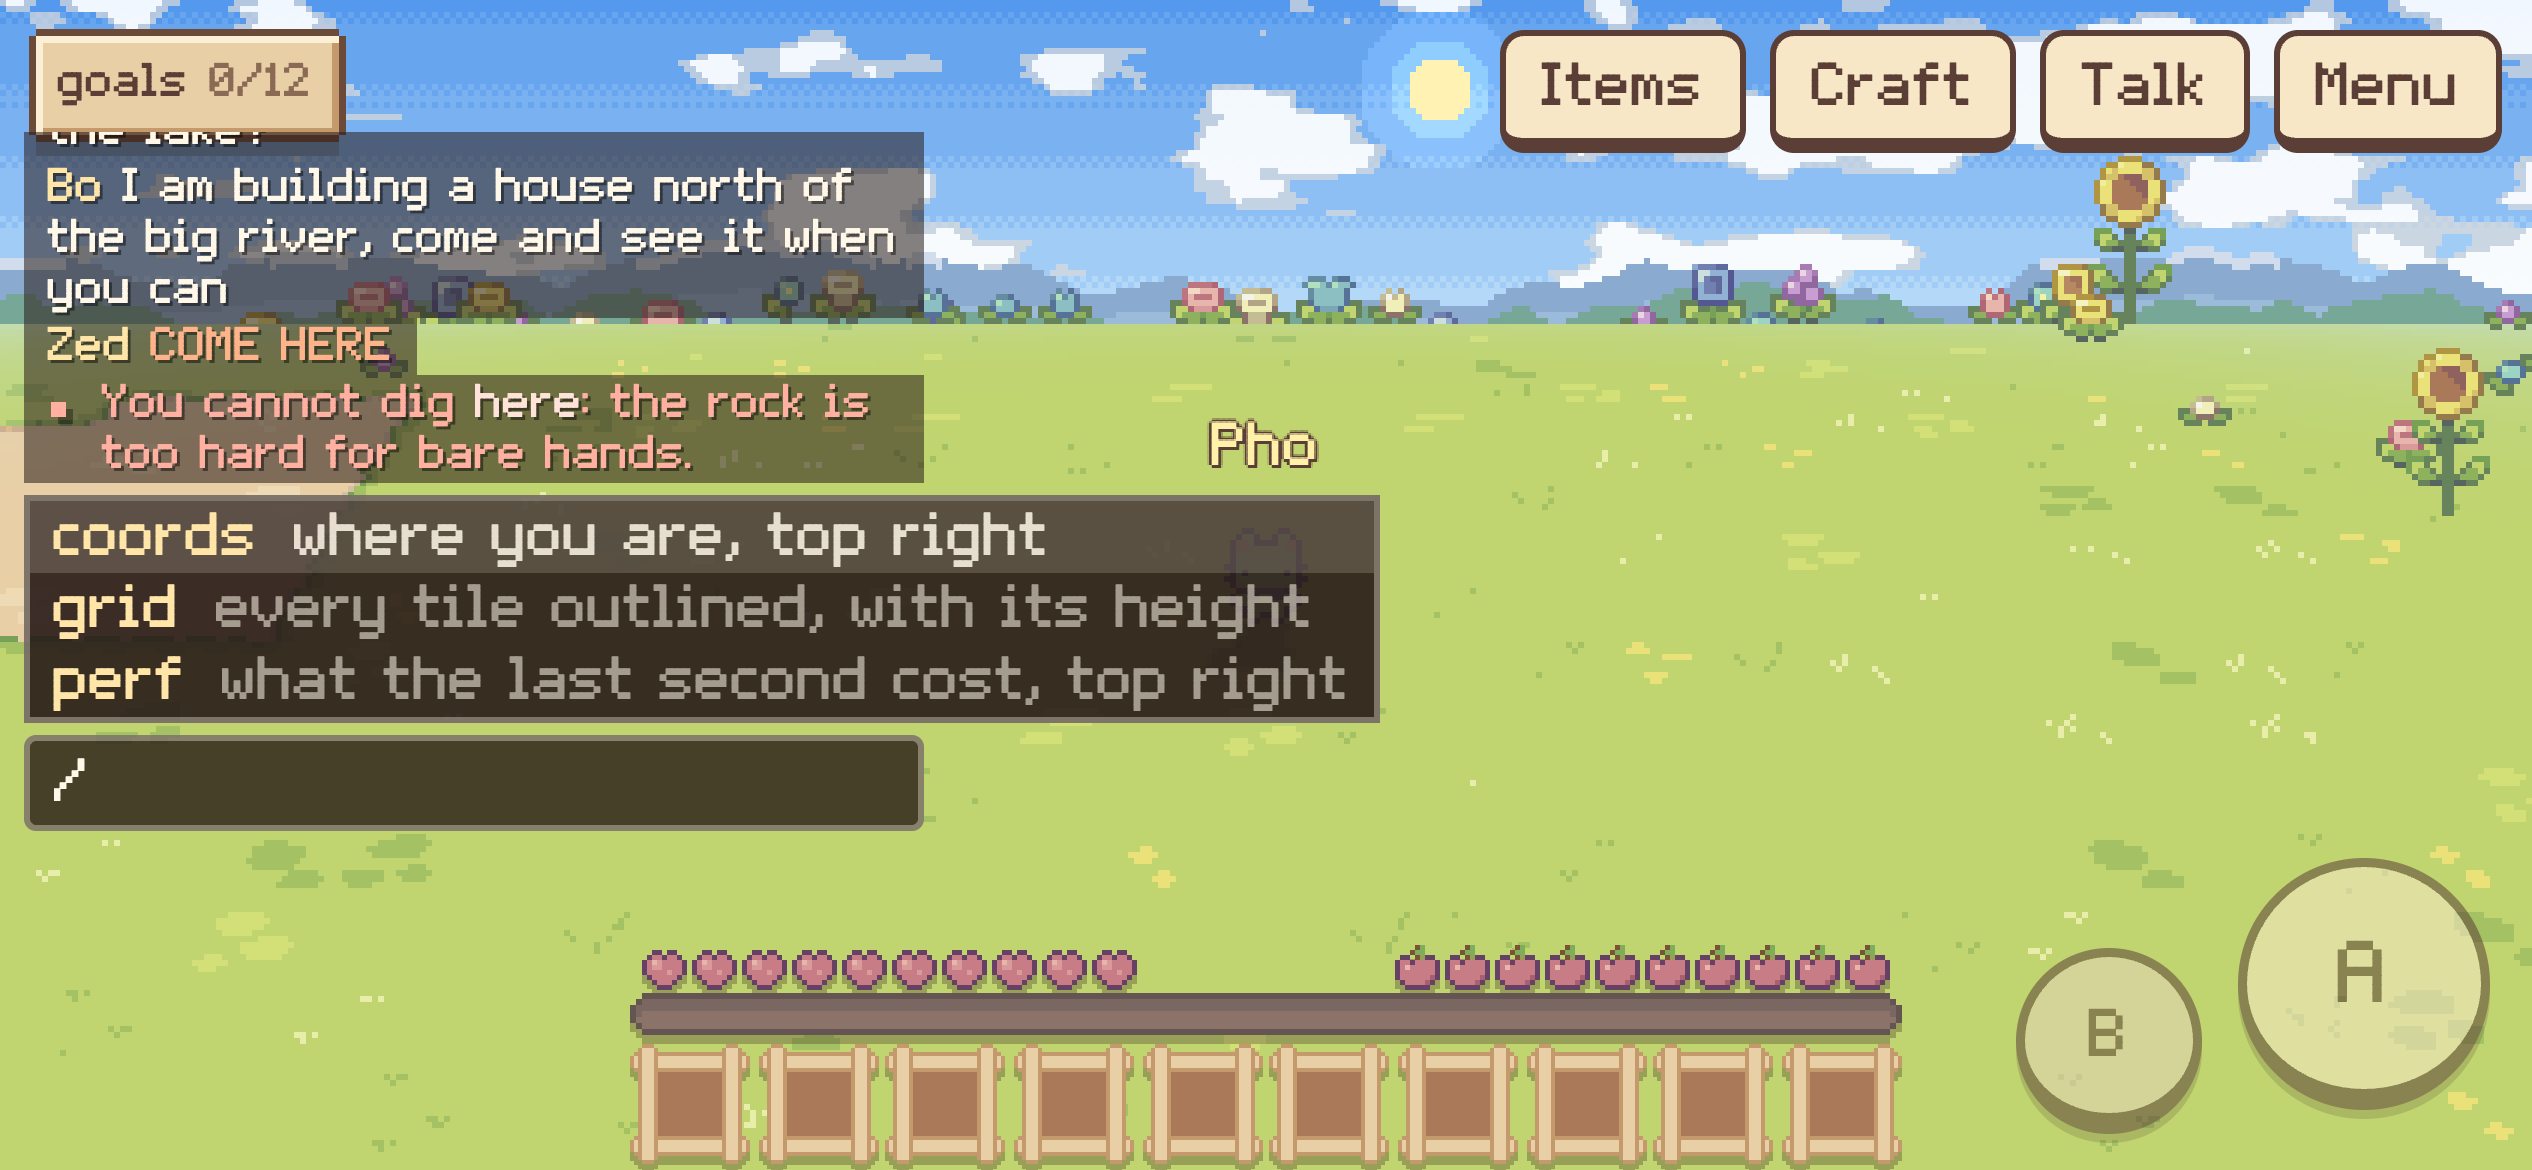 goals 0/12
Items
Craft
Talk
Menu
the lake?
Bo I am building a house north of
the big river, come and see it when
you can
Zed COME HERE
You cannot dig here: the rock is
too hard for bare hands.
Pho
coords where you are, top right
grid every tile outlined, with its height
perf what the last second cost, top right
/
B
A